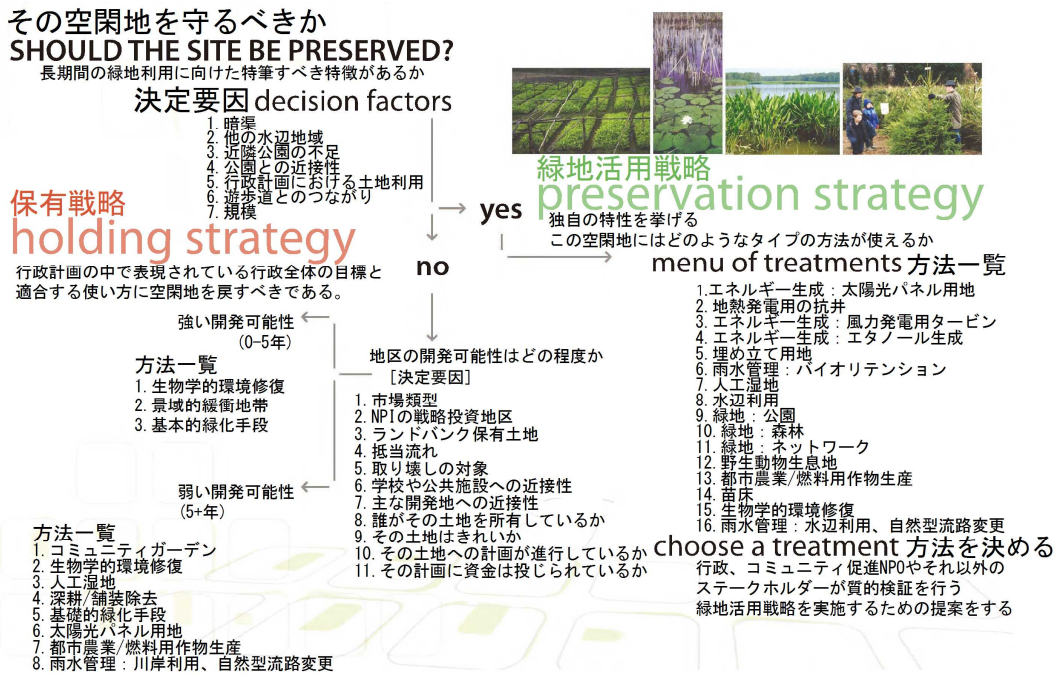 その空閑地を守るべきか
SHOULD THE SITE BE PRESERVED?
長期間の緑地利用に向けた特筆すべき特徴があるか
決定要因 decision factors
1. 暗渠
2. 他の水辺地域
3. 近隣公園の不足
4. 公園との近接性
5. 行政計画における土地利用
6. 遊歩道とのつながり
7. 規模
保有戦略
holding strategy
行政計画の中で表現されている行政全体の目標と
適合する使い方に空閑地を戻すべきである。
yes
no
緑地活用戦略
preservation strategy
独自の特性を挙げる
この空閑地にはどのようなタイプの方法が使えるか
menu of treatments 方法一覧
1.エネルギー生成：太陽光パネル用地
2. 地熱発電用の抗井
3. エネルギー生成：風力発電用タービン
4. エネルギー生成：エタノール生成
5. 埋め立て用地
6. 雨水管理：バイオリテンション
7. 人工湿地
8. 水辺利用
9. 緑地：公園
10. 緑地：森林
11. 緑地：ネットワーク
12. 野生動物生息地
13. 都市農業/燃料用作物生産
14. 苗床
15. 生物学的環境修復
16. 雨水管理：水辺利用、自然型流路変更
choose a treatment 方法を決める
行政、コミュニティ促進NPOやそれ以外の
ステークホルダーが質的検証を行う
緑地活用戦略を実施するための提案をする
地区の開発可能性はどの程度か
［決定要因］
1. 市場類型
2. NPIの戦略投資地区
3. ランドバンク保有土地
4. 抵当流れ
5. 取り壊しの対象
6. 学校や公共施設への近接性
7. 主な開発地への近接性
8. 誰がその土地を所有しているか
9. その土地はきれいか
10. その土地への計画が進行しているか
11. その計画に資金は投じられているか
強い開発可能性
(0-5年)
方法一覧
1. 生物学的環境修復
2. 景域的緩衝地帯
3. 基本的緑化手段
弱い開発可能性
(5+年)
方法一覧
1. コミュニティガーデン
2. 生物学的環境修復
3. 人工湿地
4. 深耕/舗装除去
5. 基礎的緑化手段
6. 太陽光パネル用地
7. 都市農業/燃料用作物生産
8. 雨水管理：川岸利用、自然型流路変更